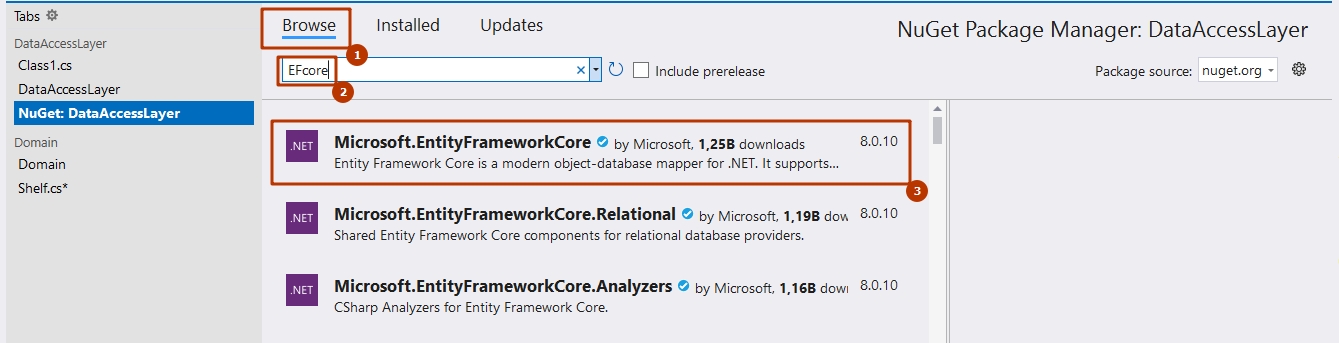 Tabs
DataAccessLayer
Class1.cs
DataAccessLayer
NuGet: DataAccessLayer
Domain
Domain
Shelf.cs*
Browse Installed Updates
1
NuGet Package Manager: DataAccessLayer
EFcore
2
Include prerelease
Package source: nuget.org
.NET Microsoft.EntityFrameworkCore by Microsoft, 1,25B downloads 8.0.10
Entity Framework Core is a modern object-database mapper for .NET. It supports...
3
.NET Microsoft.EntityFrameworkCore.Relational by Microsoft, 1,19B dow 8.0.10
Shared Entity Framework Core components for relational database providers.
.NET Microsoft.EntityFrameworkCore.Analyzers by Microsoft, 1,16B dow 8.0.10
CSharp Analyzers for Entity Framework Core.